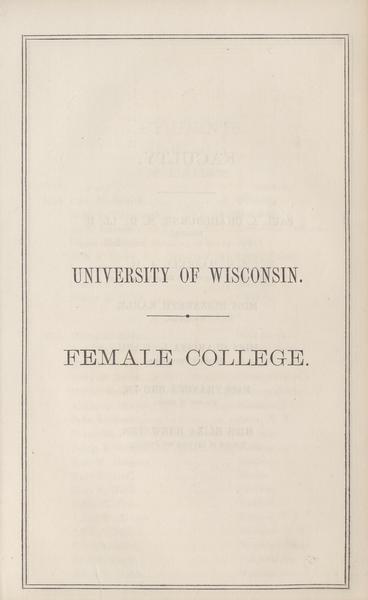 UNIVERSITY OF WISCONSIN.
FEMALE COLLEGE.